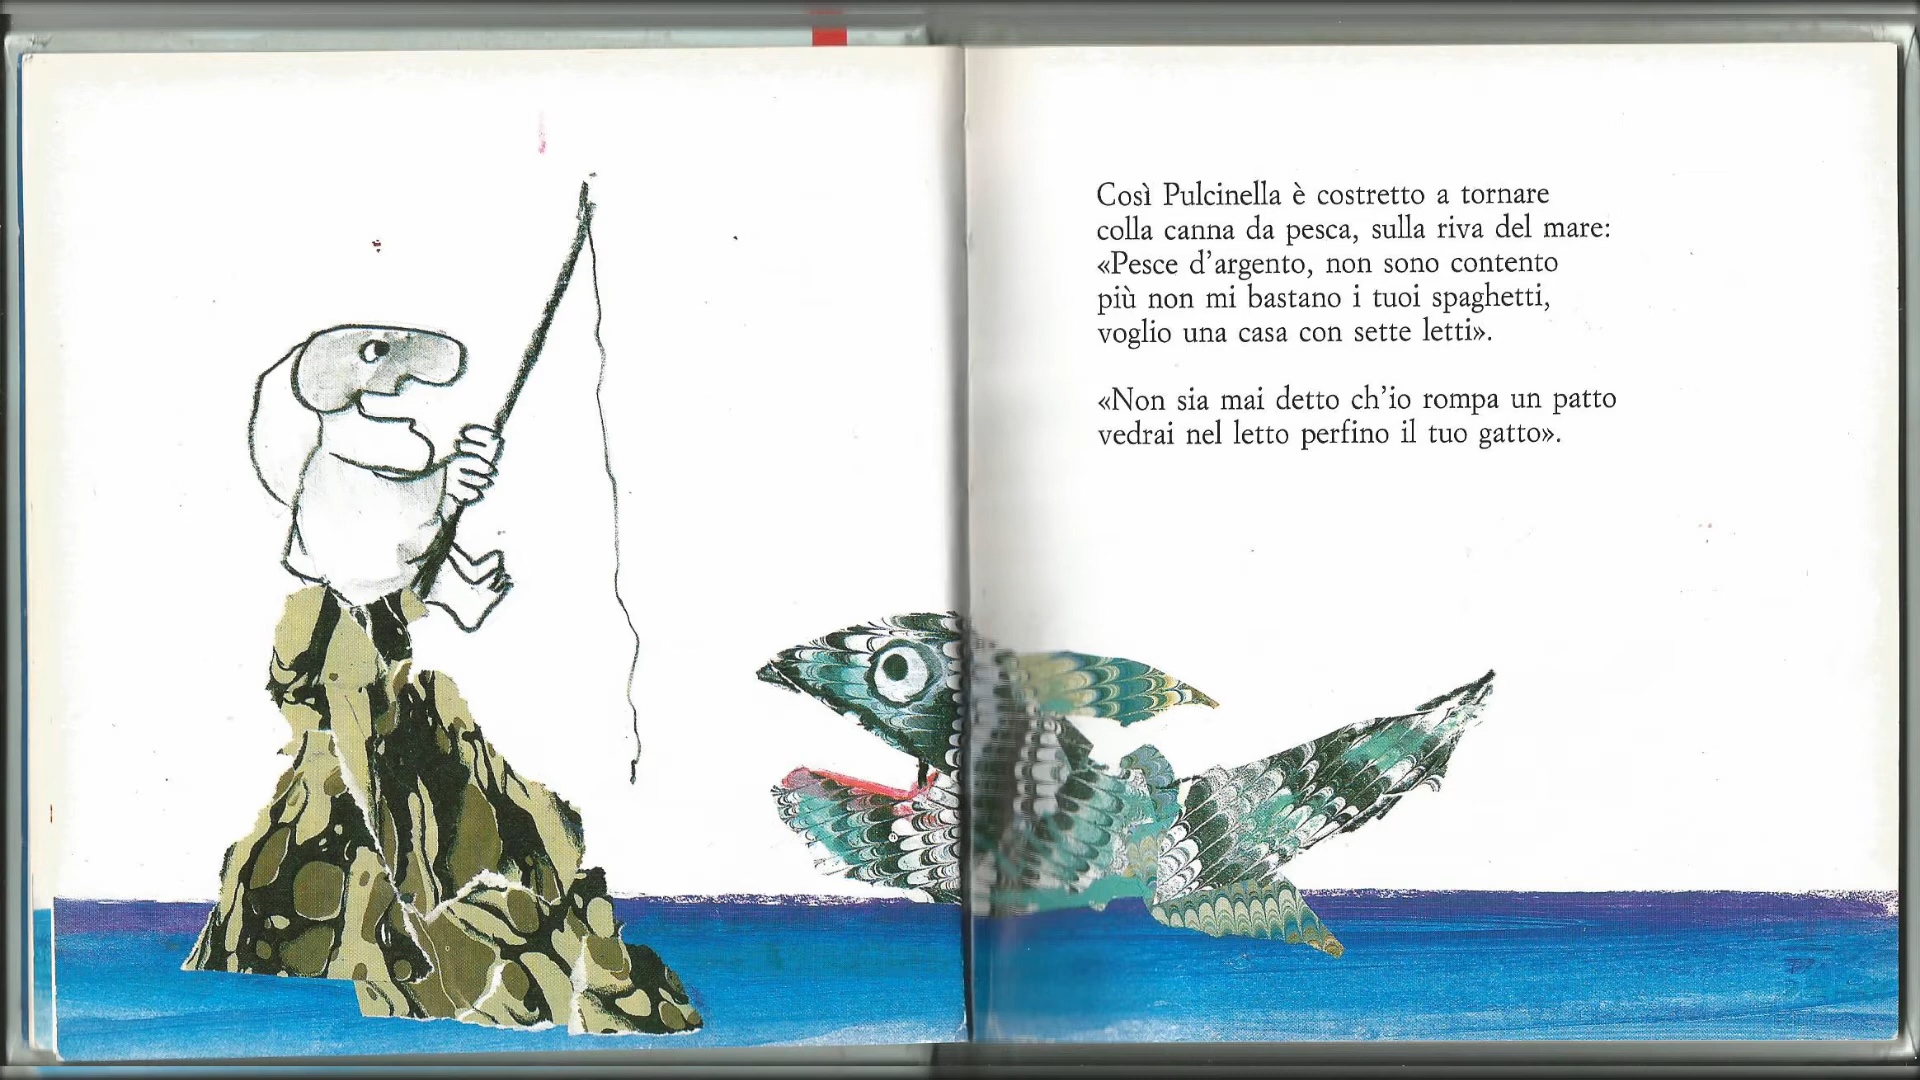 Così Pulcinella è costretto a tornare
colla canna da pesca, sulla riva del mare:
«Pesce d'argento, non sono contento
più non mi bastano i tuoi spaghetti,
voglio una casa con sette letti».
«Non sia mai detto ch'io rompa un patto
vedrai nel letto perfino il tuo gatto».